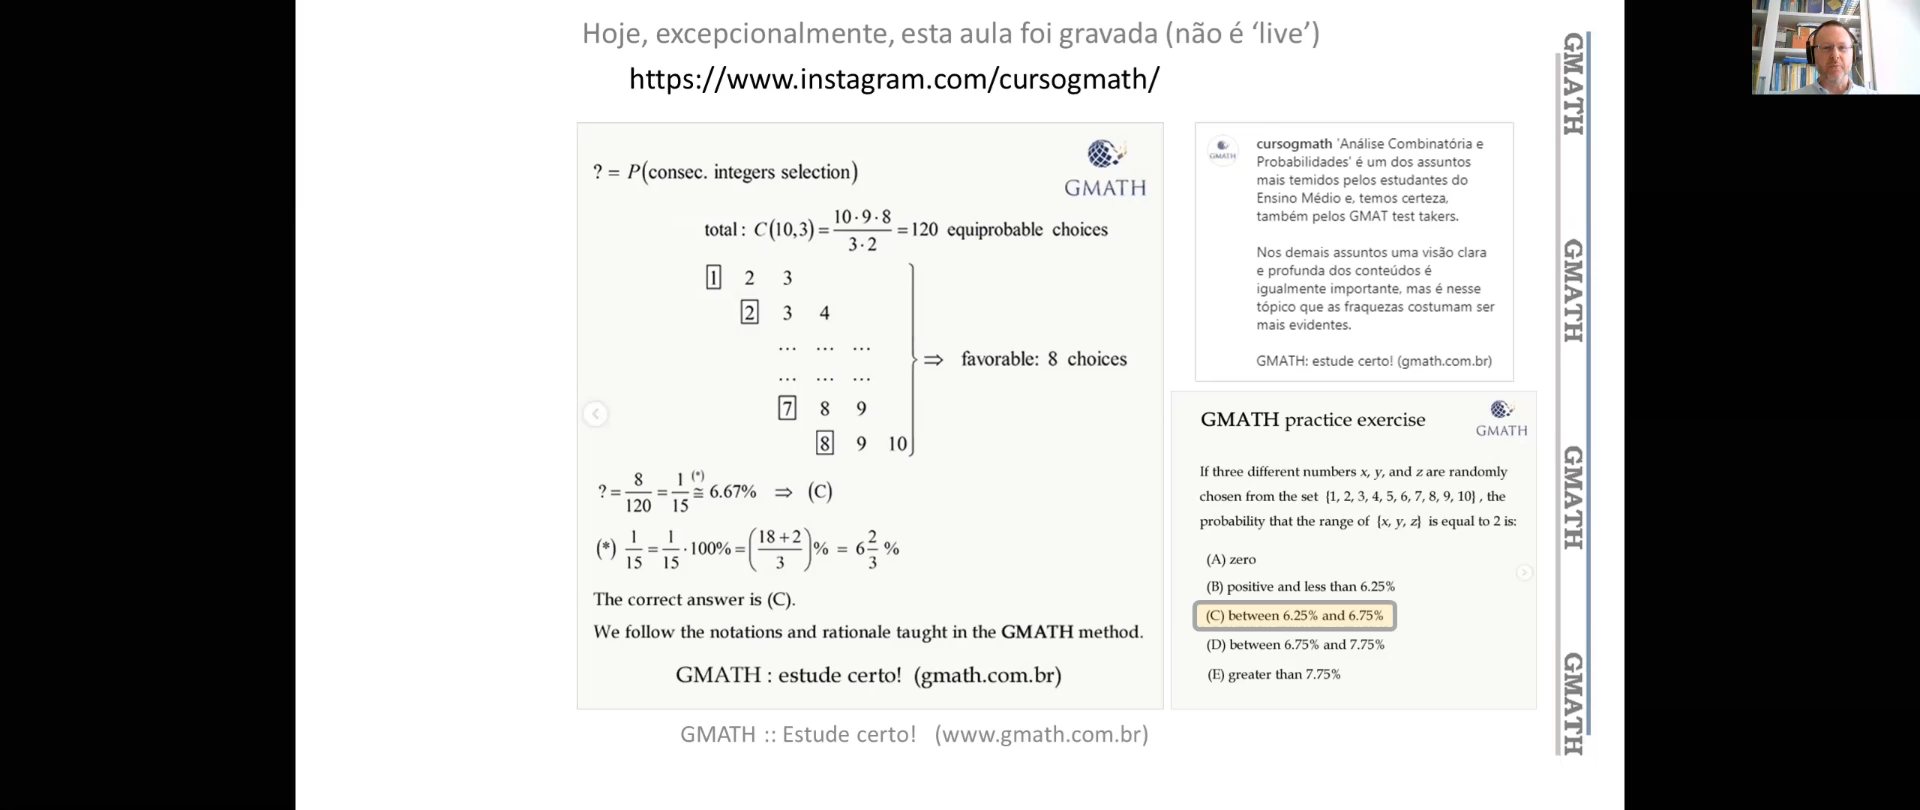 Hoje, excepcionalmente, esta aula foi gravada (não é ‘live’)
https://www.instagram.com/cursogmath/
? = P(consec. integers selection)
GMATH
total : C(10,3) = 10·9·8 / 3·2 = 120 equiprobable choices
1 2 3
2 3 4
... ... ...
... ... ...
7 8 9
8 9 10
⇒ favorable: 8 choices
? = 8/120 = 1/15 (*) ≅ 6.67% ⇒ (C)
(*) 1/15 = 1/15 · 100% = (18+2 / 3)% = 6 2/3 %
The correct answer is (C).
We follow the notations and rationale taught in the GMATH method.
GMATH : estude certo! (gmath.com.br)
GMATH
cursogmath 'Análise Combinatória e
Probabilidades' é um dos assuntos
mais temidos pelos estudantes do
Ensino Médio e, temos certeza,
também pelos GMAT test takers.
Nos demais assuntos uma visão clara
e profunda dos conteúdos é
igualmente importante, mas é nesse
tópico que as fraquezas costumam ser
mais evidentes.
GMATH: estude certo! (gmath.com.br)
GMATH practice exercise
GMATH
If three different numbers x, y, and z are randomly
chosen from the set {1, 2, 3, 4, 5, 6, 7, 8, 9, 10} , the
probability that the range of {x, y, z} is equal to 2 is:
(A) zero
(B) positive and less than 6.25%
(C) between 6.25% and 6.75%
(D) between 6.75% and 7.75%
(E) greater than 7.75%
GMATH :: Estude certo! (www.gmath.com.br)
GMATH
GMATH
GMATH
GMATH